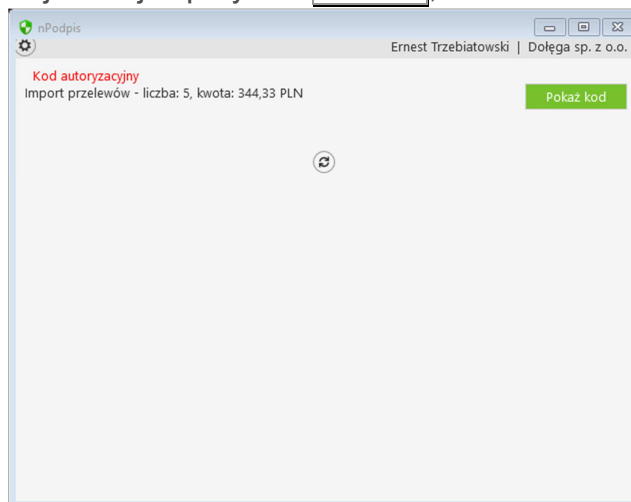 nPodpis
Ernest Trzebiatowski | Dołęga sp. z o.o.
Kod autoryzacyjny
Import przelewów - liczba: 5, kwota: 344,33 PLN
Pokaż kod